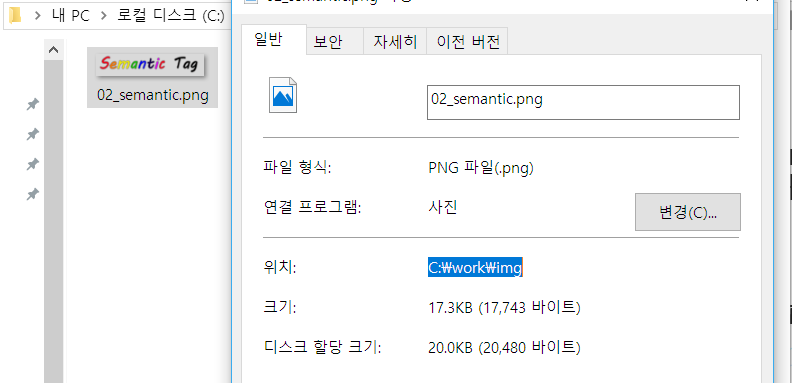 내 PC > 로컬 디스크 (C:)
02_semantic.png
일반 보안 자세히 이전 버전
Semantic Tag
02_semantic.png
02_semantic.png
파일 형식: PNG 파일(.png)
연결 프로그램: 사진 변경(C)...
위치: C:₩work₩img
크기: 17.3KB (17,743 바이트)
디스크 할당 크기: 20.0KB (20,480 바이트)